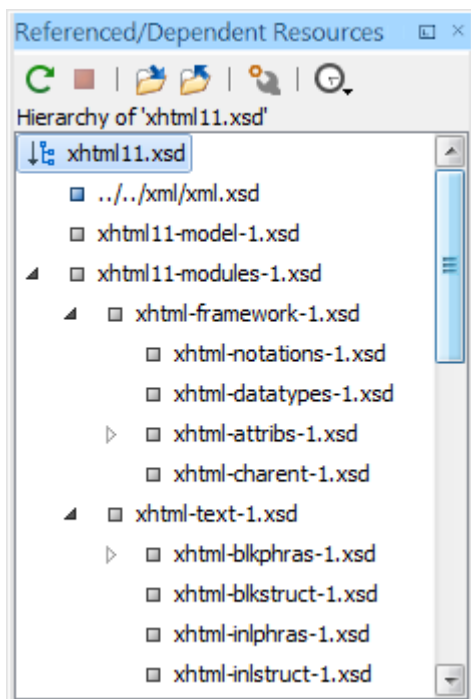 Referenced/Dependent Resources
Hierarchy of 'xhtml11.xsd'
xhtml11.xsd
../../xml/xml.xsd
xhtml11-model-1.xsd
xhtml11-modules-1.xsd
xhtml-framework-1.xsd
xhtml-notations-1.xsd
xhtml-datatypes-1.xsd
xhtml-attribs-1.xsd
xhtml-charent-1.xsd
xhtml-text-1.xsd
xhtml-blkphras-1.xsd
xhtml-blkstruct-1.xsd
xhtml-inlphras-1.xsd
xhtml-inlstruct-1.xsd